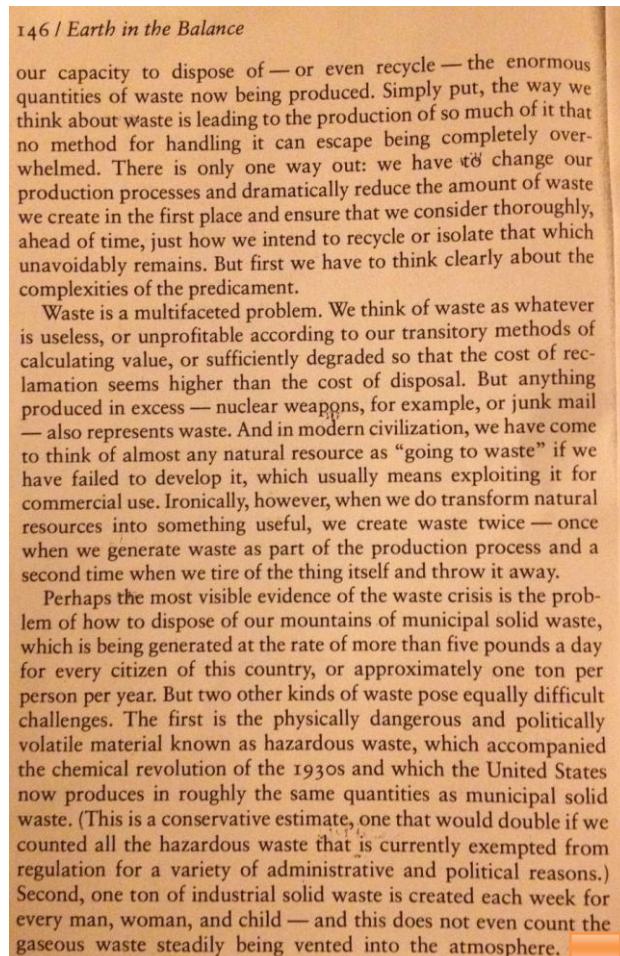 146 / Earth in the Balance
our capacity to dispose of — or even recycle — the enormous
quantities of waste now being produced. Simply put, the way we
think about waste is leading to the production of so much of it that
no method for handling it can escape being completely over-
whelmed. There is only one way out: we have to change our
production processes and dramatically reduce the amount of waste
we create in the first place and ensure that we consider thoroughly,
ahead of time, just how we intend to recycle or isolate that which
unavoidably remains. But first we have to think clearly about the
complexities of the predicament.
Waste is a multifaceted problem. We think of waste as whatever
is useless, or unprofitable according to our transitory methods of
calculating value, or sufficiently degraded so that the cost of rec-
lamation seems higher than the cost of disposal. But anything
produced in excess — nuclear weapons, for example, or junk mail
— also represents waste. And in modern civilization, we have come
to think of almost any natural resource as “going to waste” if we
have failed to develop it, which usually means exploiting it for
commercial use. Ironically, however, when we do transform natural
resources into something useful, we create waste twice — once
when we generate waste as part of the production process and a
second time when we tire of the thing itself and throw it away.
Perhaps the most visible evidence of the waste crisis is the prob-
lem of how to dispose of our mountains of municipal solid waste,
which is being generated at the rate of more than five pounds a day
for every citizen of this country, or approximately one ton per
person per year. But two other kinds of waste pose equally difficult
challenges. The first is the physically dangerous and politically
volatile material known as hazardous waste, which accompanied
the chemical revolution of the 1930s and which the United States
now produces in roughly the same quantities as municipal solid
waste. (This is a conservative estimate, one that would double if we
counted all the hazardous waste that is currently exempted from
regulation for a variety of administrative and political reasons.)
Second, one ton of industrial solid waste is created each week for
every man, woman, and child — and this does not even count the
gaseous waste steadily being vented into the atmosphere.